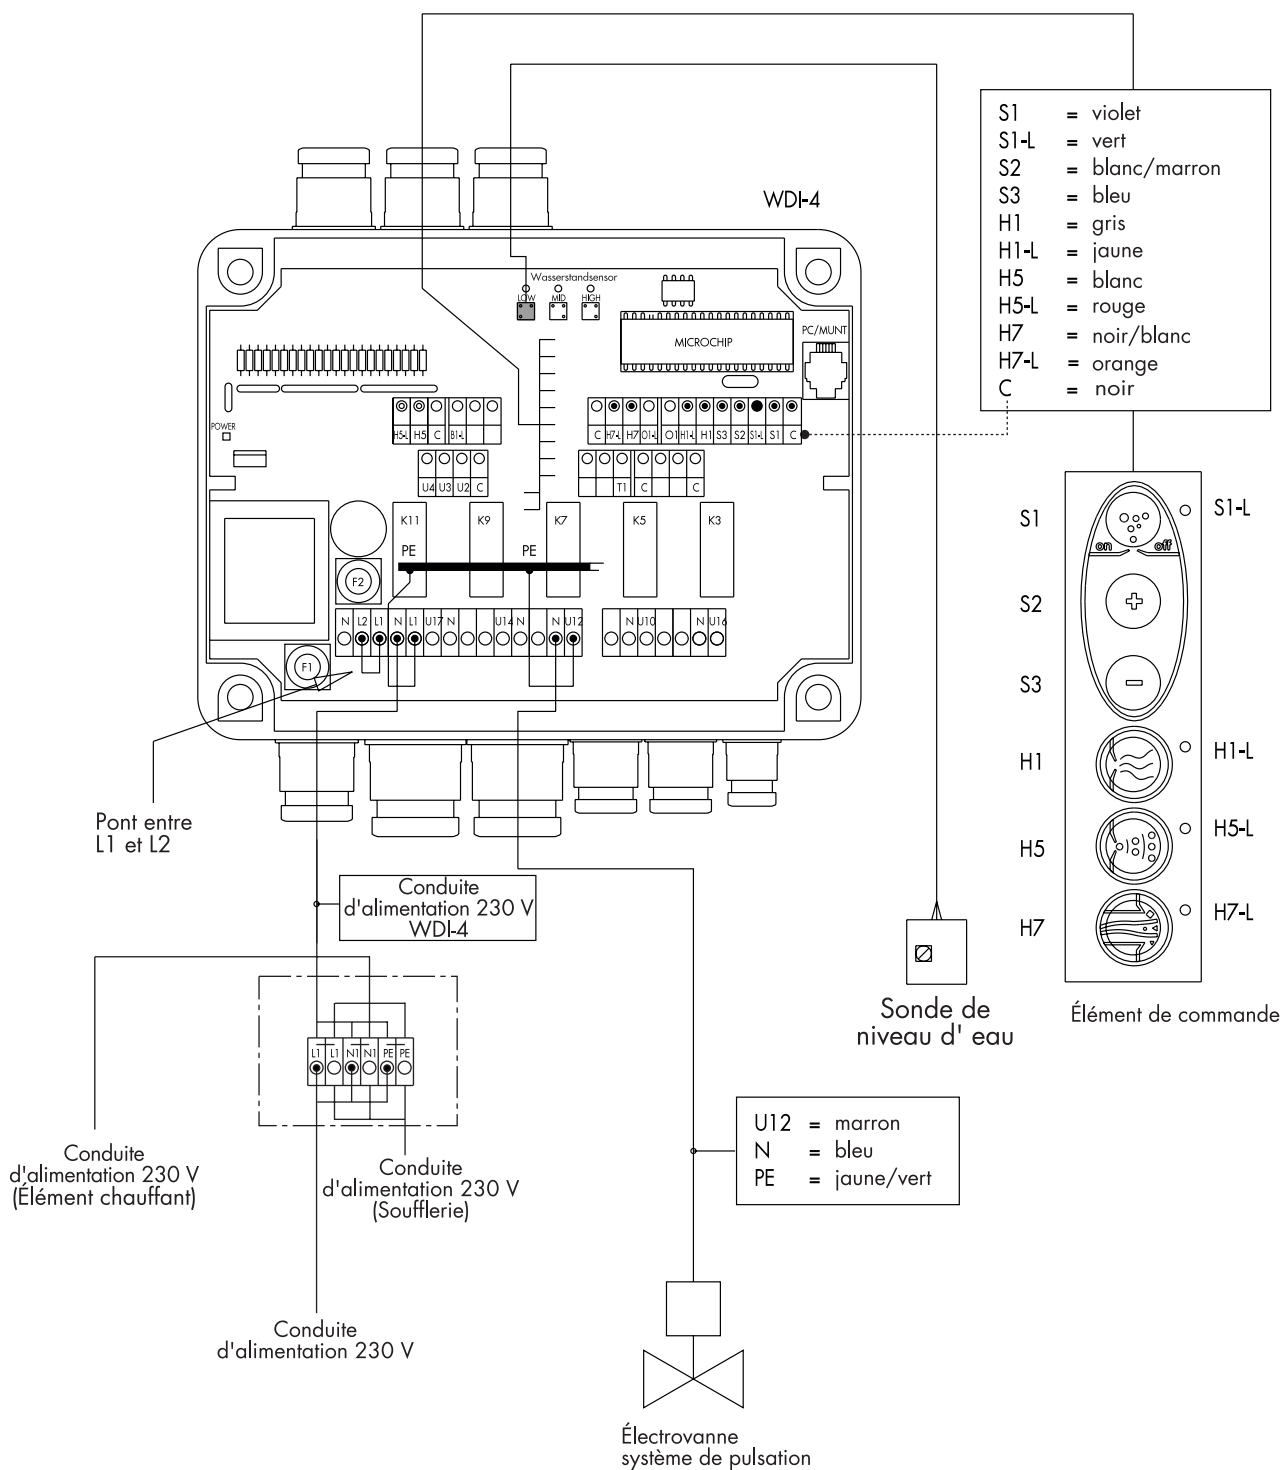 S1 = violet
S1-L = vert
S2 = blanc/marron
S3 = bleu
H1 = gris
H1-L = jaune
H5 = blanc
H5-L = rouge
H7 = noir/blanc
H7-L = orange
C = noir
WDI-4
Wasserstandsensor
LOW MID HIGH
MICROCHIP
PC/MUNT
POWER
H5-L H5 C B1-L
C H7-L H7 O1-L O1 H1-L H1 S3 S2 S1-L S1 C
U4 U3 U2 C
T1 C C
K11 K9 K7 K5 K3
PE PE
F2
N L2 L1 N L1 U17 N U14 N N U12 N U10 N U16
F1
S1 S1-L
on off
S2
S3
H1 H1-L
H5 H5-L
H7 H7-L
Élément de commande
Pont entre
L1 et L2
Conduite
d'alimentation 230 V
WDI-4
Sonde de
niveau d' eau
L1 L1 N1 N1 PE PE
Conduite
d'alimentation 230 V
(Élément chauffant)
Conduite
d'alimentation 230 V
(Soufflerie)
U12 = marron
N = bleu
PE = jaune/vert
Conduite
d'alimentation 230 V
Électrovanne
système de pulsation